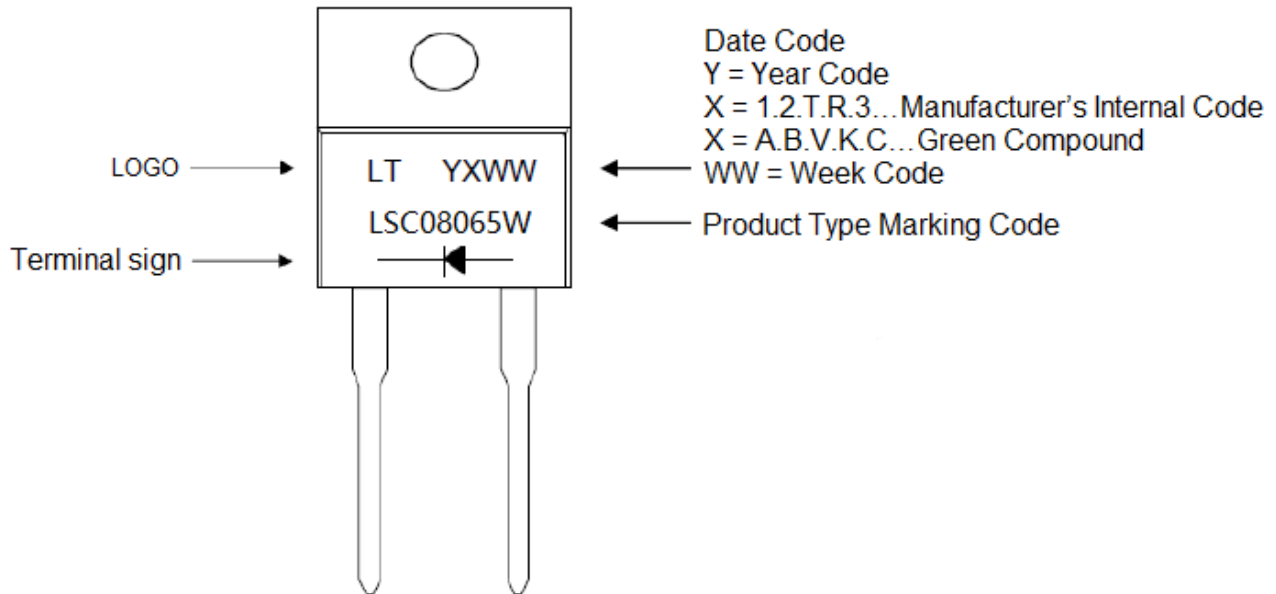 Date Code
Y = Year Code
X = 1.2.T.R.3…Manufacturer’s Internal Code
X = A.B.V.K.C…Green Compound
LOGO
LT YXWW
WW = Week Code
LSC08065W
Product Type Marking Code
Terminal sign